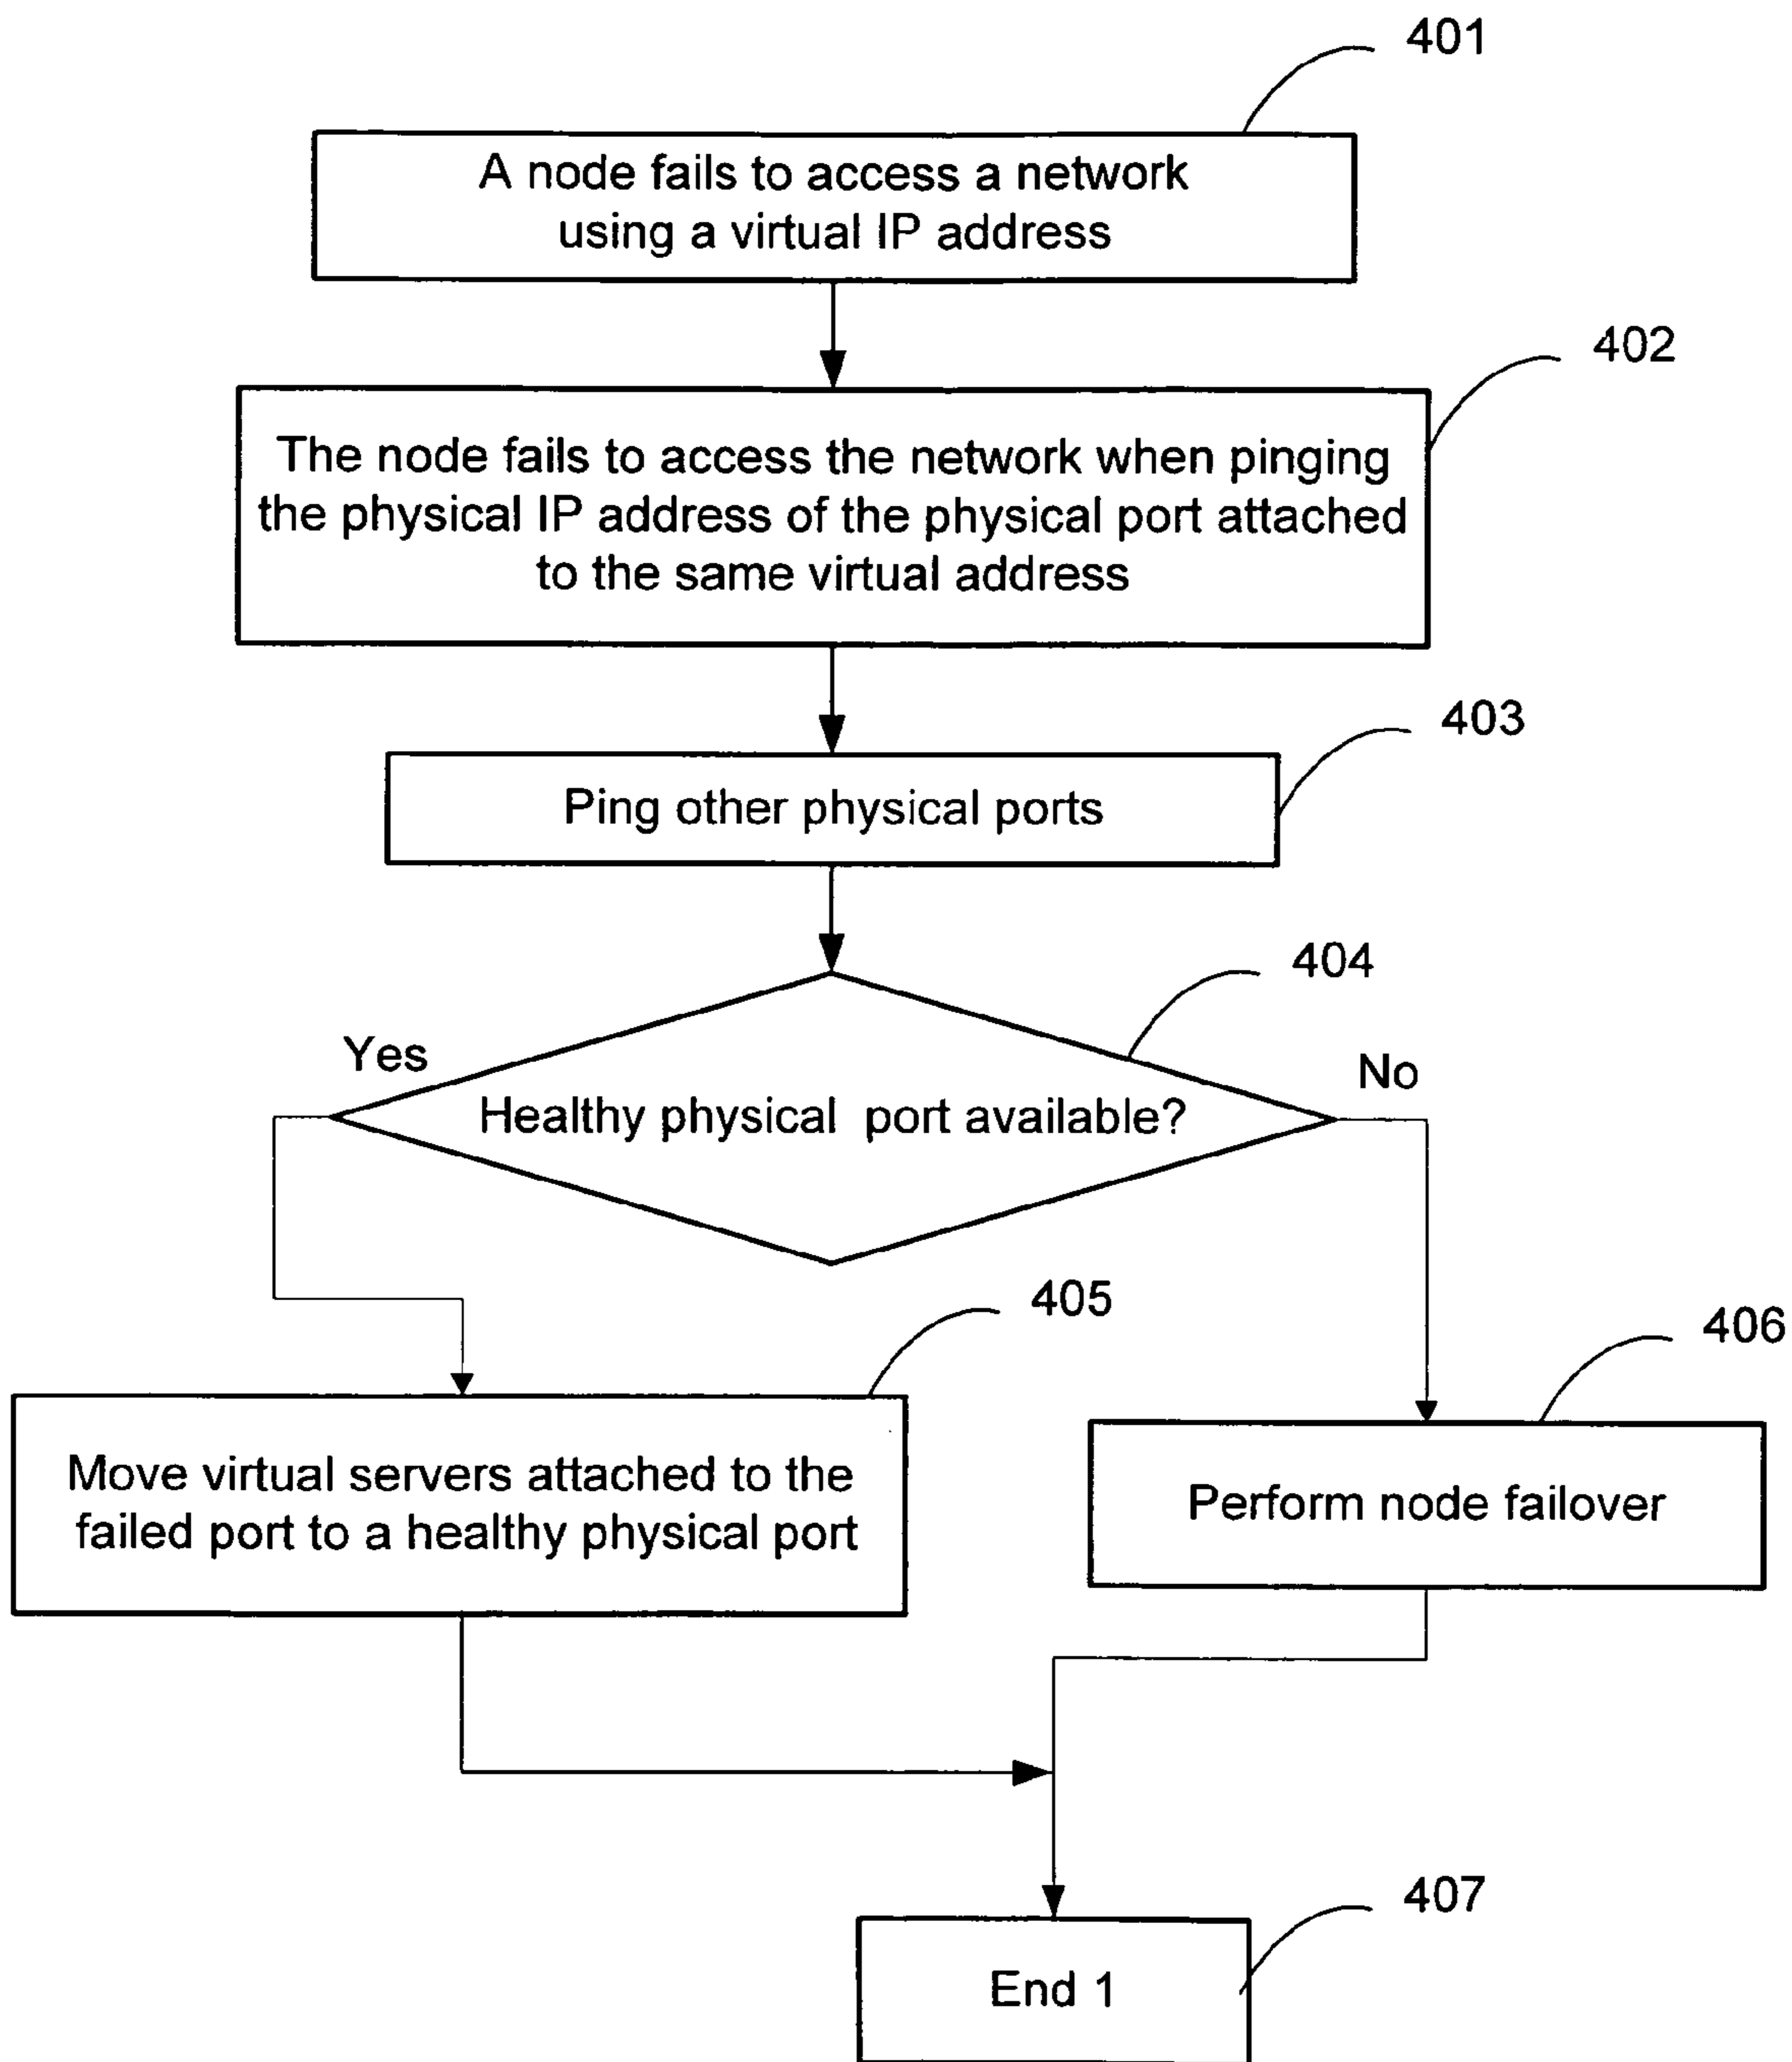 401
A node fails to access a network
using a virtual IP address
402
The node fails to access the network when pinging
the physical IP address of the physical port attached
to the same virtual address
403
Ping other physical ports
404
Yes
No
Healthy physical port available?
405
406
Move virtual servers attached to the
failed port to a healthy physical port
Perform node failover
407
End 1